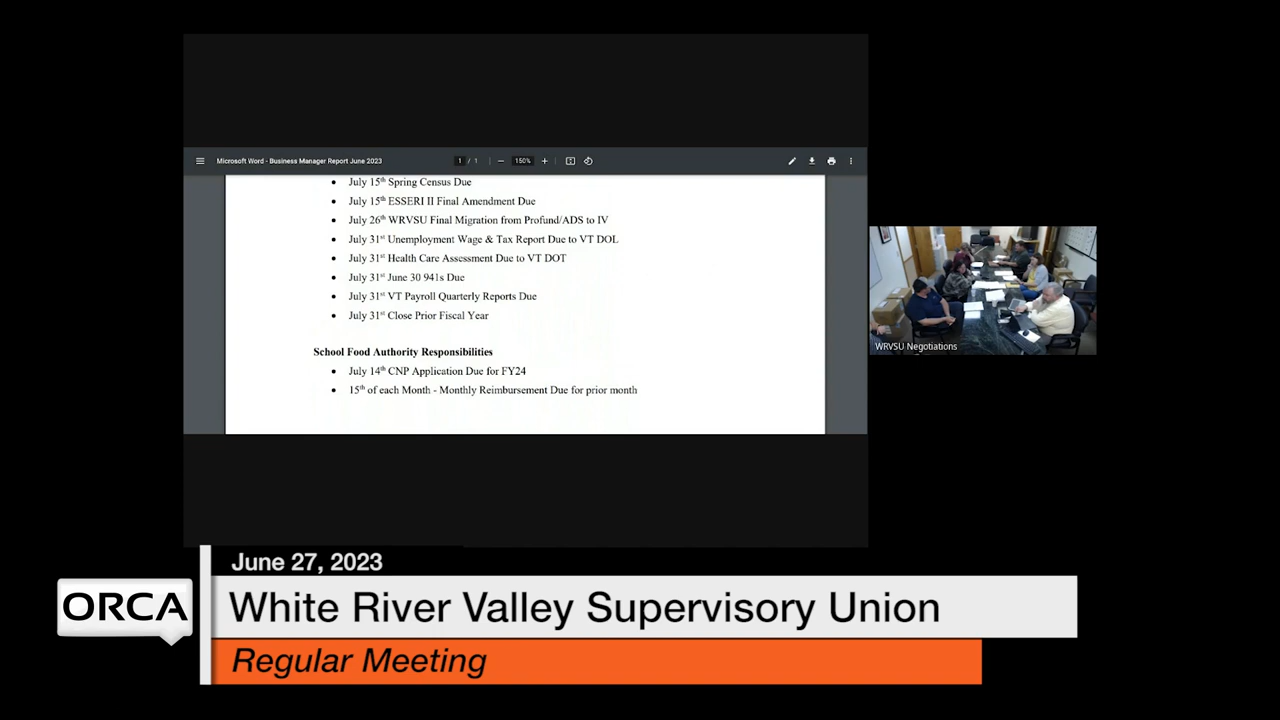 Microsoft Word - Business Manager Report June 2023
1 / 1
150%
• July 15th Spring Census Due
• July 15th ESSERI II Final Amendment Due
• July 26th WRVSU Final Migration from Profund/ADS to IV
• July 31st Unemployment Wage & Tax Report Due to VT DOL
• July 31st Health Care Assessment Due to VT DOT
• July 31st June 30 941s Due
• July 31st VT Payroll Quarterly Reports Due
• July 31st Close Prior Fiscal Year
School Food Authority Responsibilities
• July 14th CNP Application Due for FY24
• 15th of each Month - Monthly Reimbursement Due for prior month
WRVSU Negotiations
June 27, 2023
ORCA
White River Valley Supervisory Union
Regular Meeting